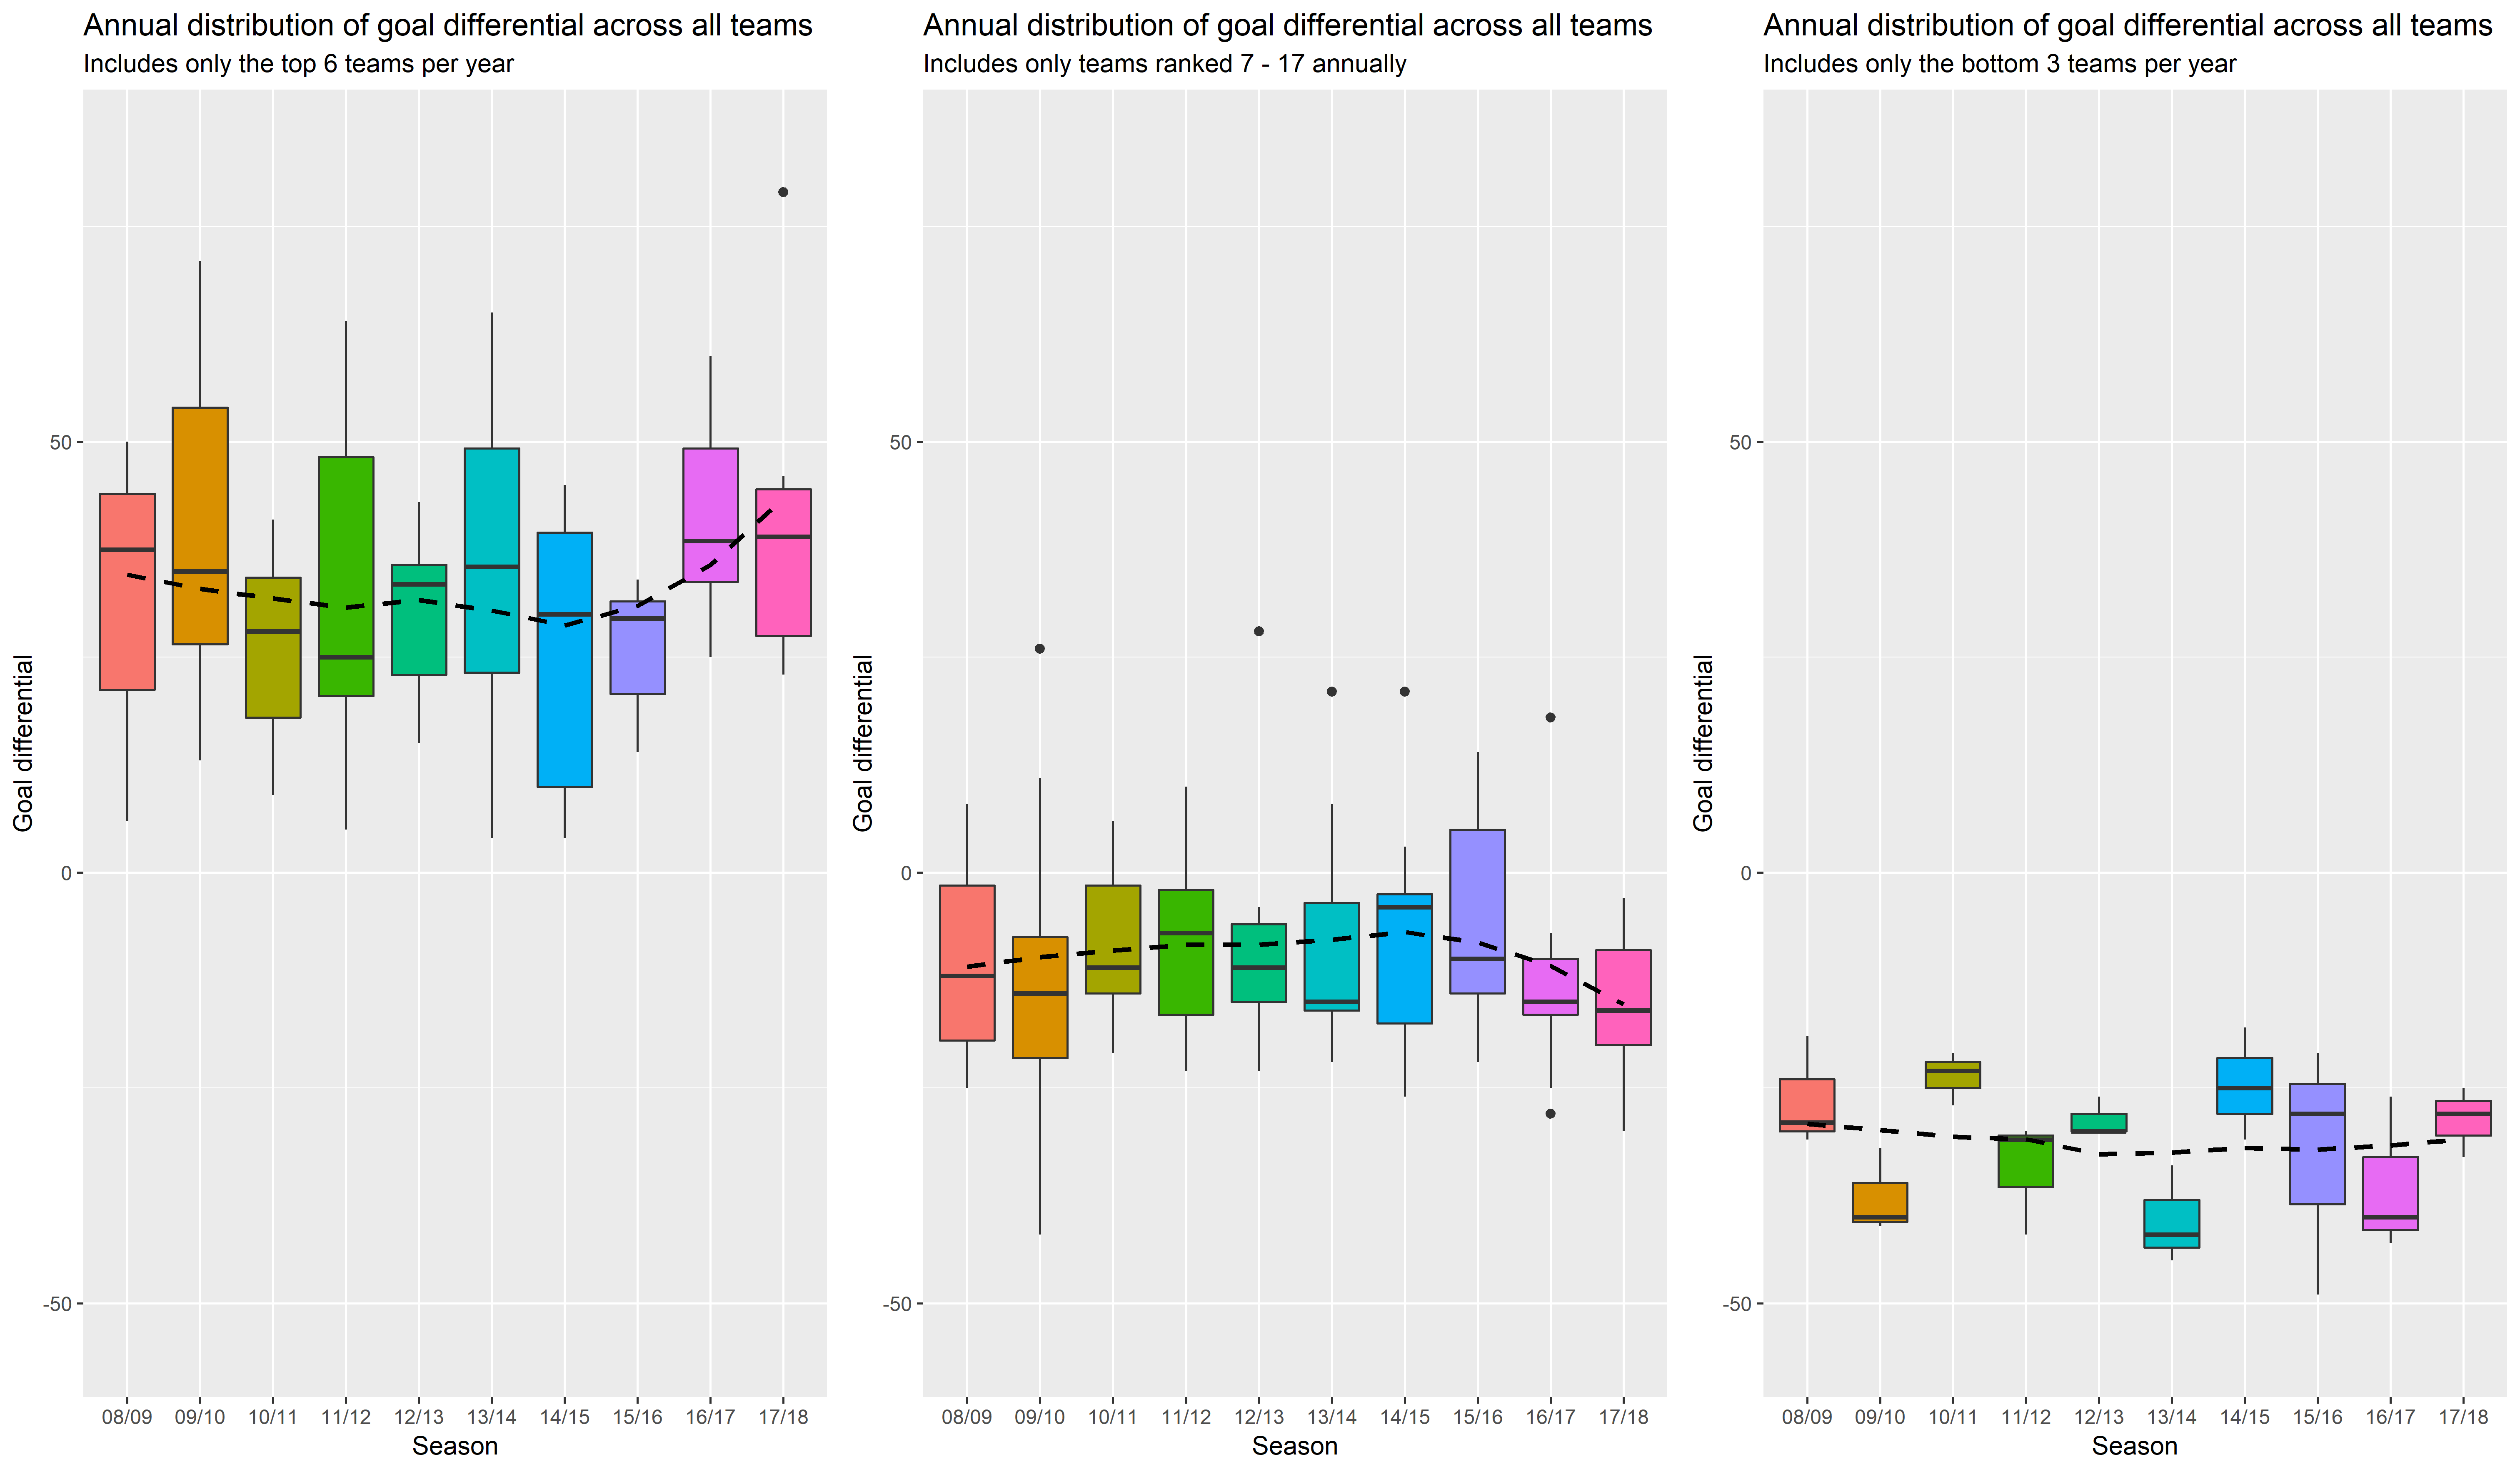 Annual distribution of goal differential across all teams
Includes only the top 6 teams per year
Goal differential
50
0
-50
08/09 09/10 10/11 11/12 12/13 13/14 14/15 15/16 16/17 17/18
Season
Annual distribution of goal differential across all teams
Includes only teams ranked 7 - 17 annually
Goal differential
50
0
-50
08/09 09/10 10/11 11/12 12/13 13/14 14/15 15/16 16/17 17/18
Season
Annual distribution of goal differential across all teams
Includes only the bottom 3 teams per year
Goal differential
50
0
-50
08/09 09/10 10/11 11/12 12/13 13/14 14/15 15/16 16/17 17/18
Season